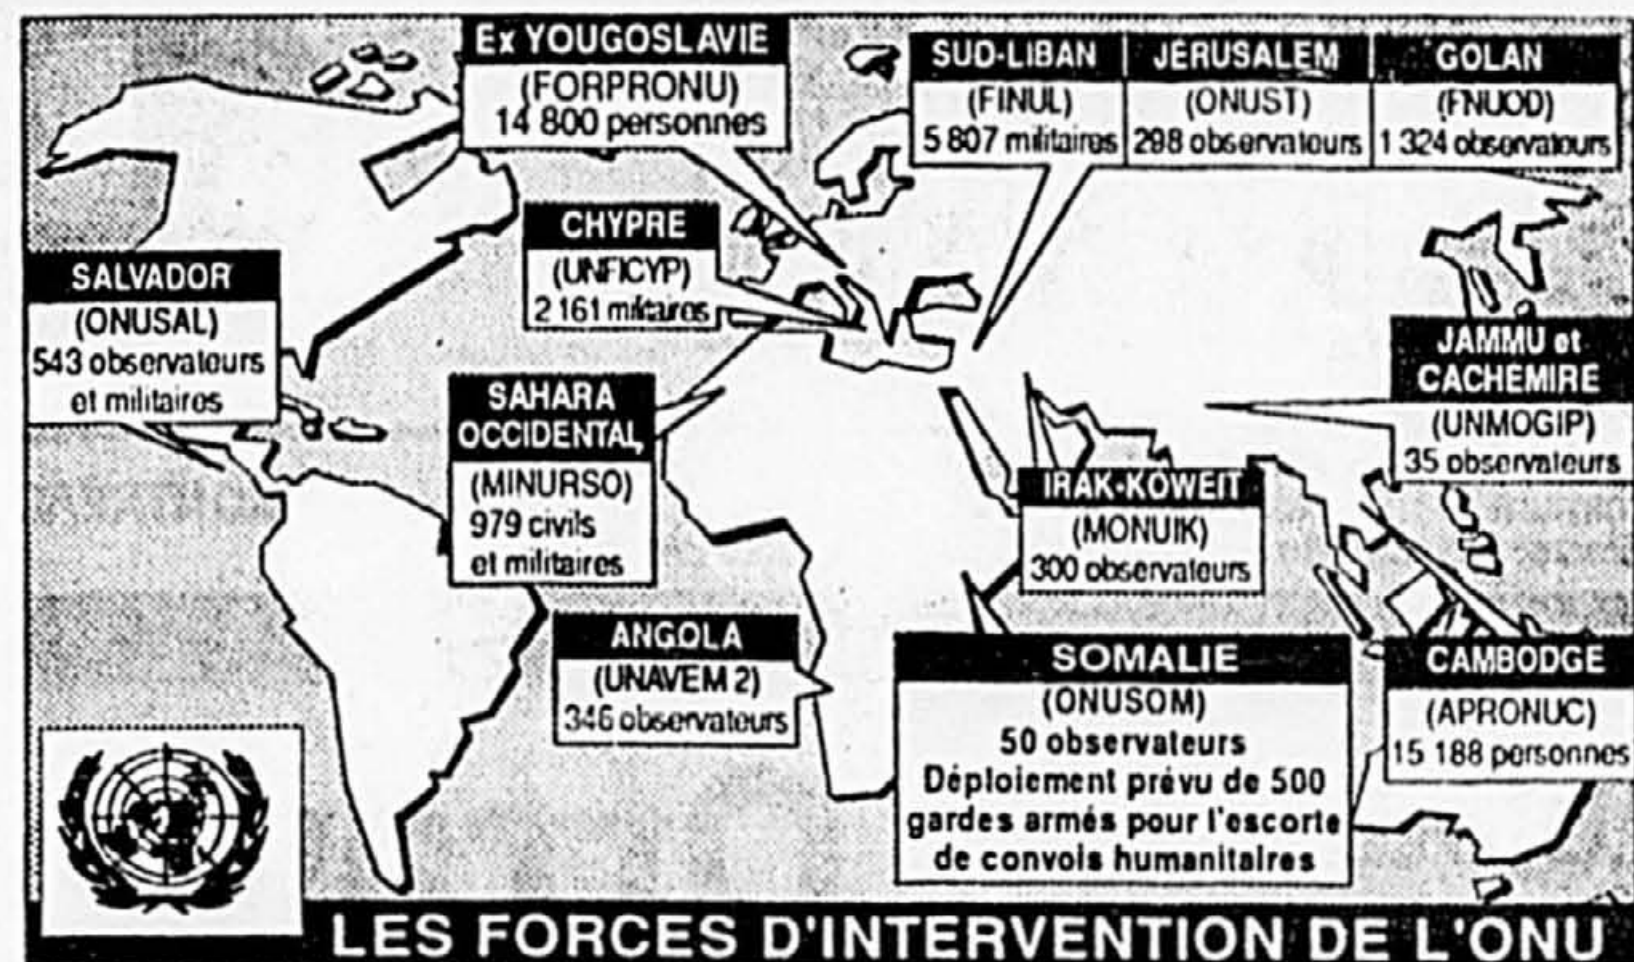 Ex YOUGOSLAVIE
(FORPRONU)
14 800 personnes
SUD-LIBAN
(FINUL)
5 807 militaires
JERUSALEM
(ONUST)
298 observateurs
GOLAN
(FNUOD)
1 324 observateurs
CHYPRE
(UNFICYP)
2 161 militaires
SALVADOR
(ONUSAL)
543 observateurs
et militaires
SAHARA
OCCIDENTAL
(MINURSO)
979 civils
et militaires
JAMMU et
CACHEMIRE
(UNMOGIP)
35 observateurs
IRAK-KOWEIT
(MONUIK)
300 observateurs
ANGOLA
(UNAVEM 2)
346 observateurs
SOMALIE
(ONUSOM)
50 observateurs
Déploiement prévu de 500
gardes armés pour l'escorte
de convois humanitaires
CAMBODGE
(APRONUC)
15 188 personnes
LES FORCES D'INTERVENTION DE L'ONU